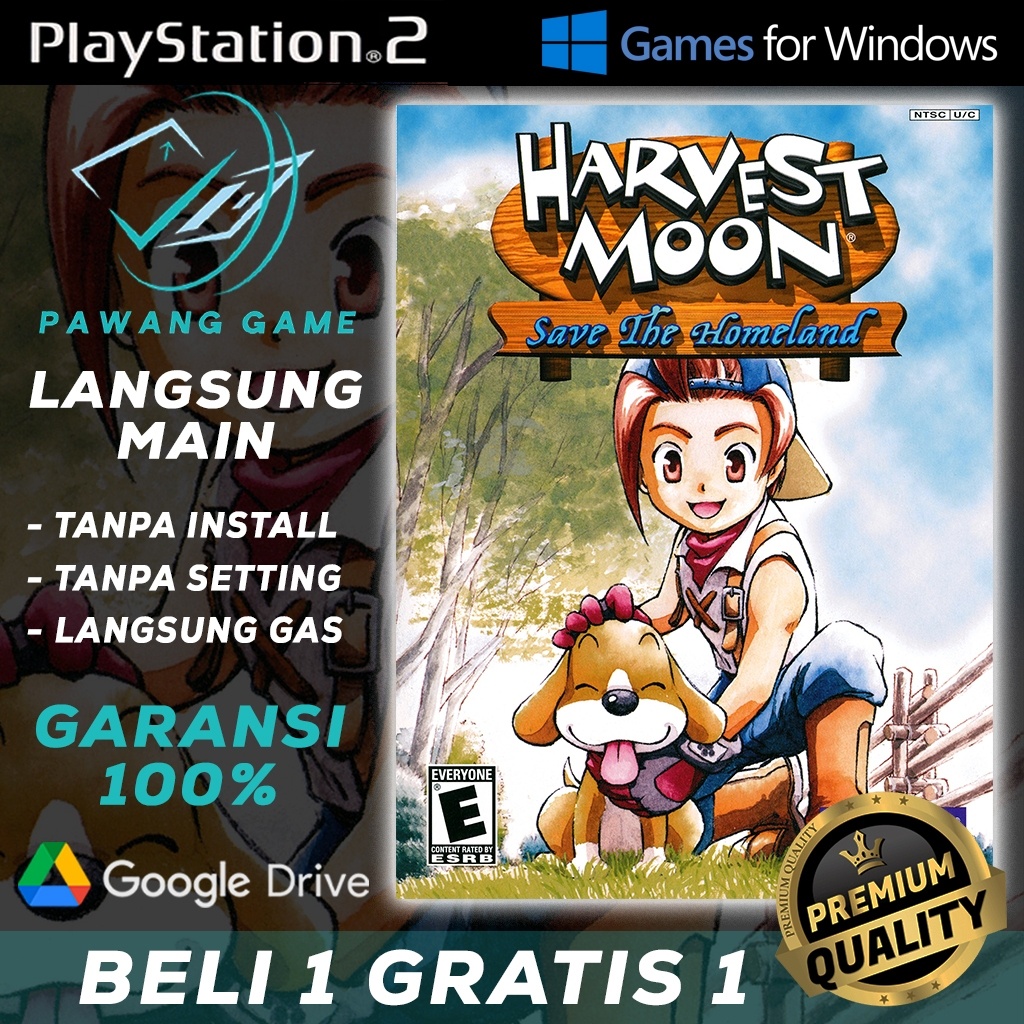 PlayStation®2
Games for Windows
NTSC U/C
HARVEST
MOON®
Save The Homeland
PAWANG GAME
LANGSUNG
MAIN
- TANPA INSTALL
- TANPA SETTING
- LANGSUNG GAS
GARANSI
100%
EVERYONE
E®
CONTENT RATED BY
ESRB
Google Drive
PREMIUM QUALITY
PREMIUM
QUALITY
BELI 1 GRATIS 1